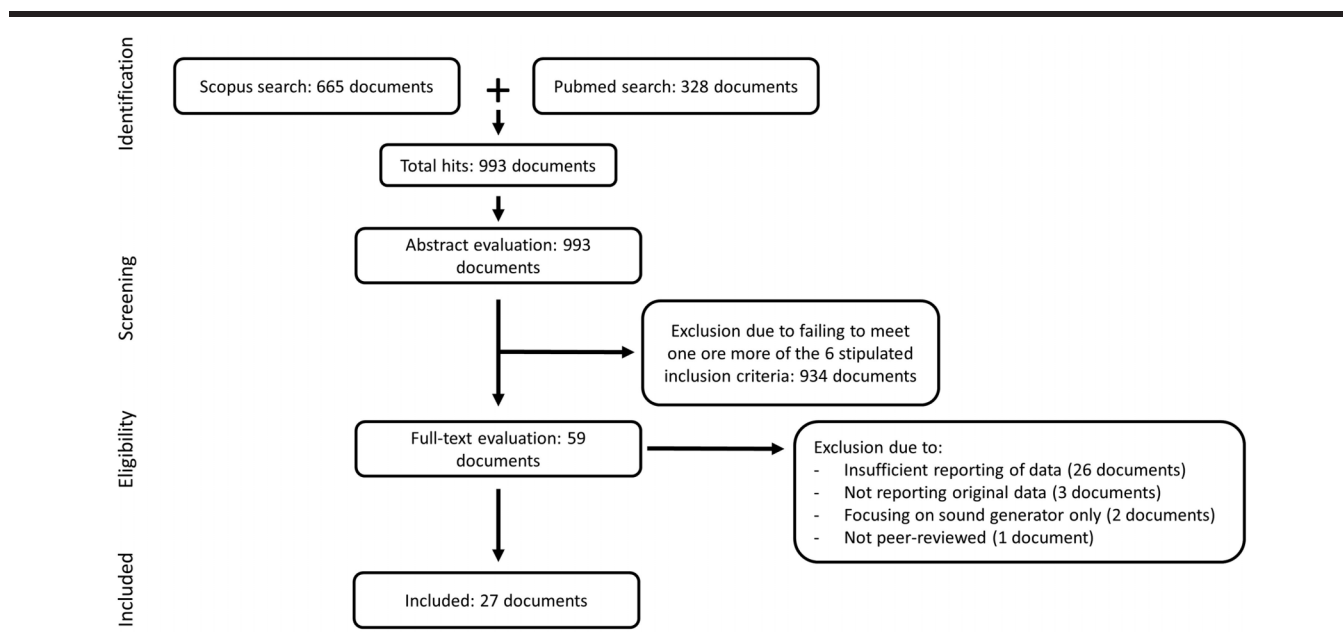 Identification
Scopus search: 665 documents
+
Pubmed search: 328 documents
Total hits: 993 documents
Screening
Abstract evaluation: 993
documents
Exclusion due to failing to meet
one ore more of the 6 stipulated
inclusion criteria: 934 documents
Eligibility
Full-text evaluation: 59
documents
Exclusion due to:
- Insufficient reporting of data (26 documents)
- Not reporting original data (3 documents)
- Focusing on sound generator only (2 documents)
- Not peer-reviewed (1 document)
Included
Included: 27 documents